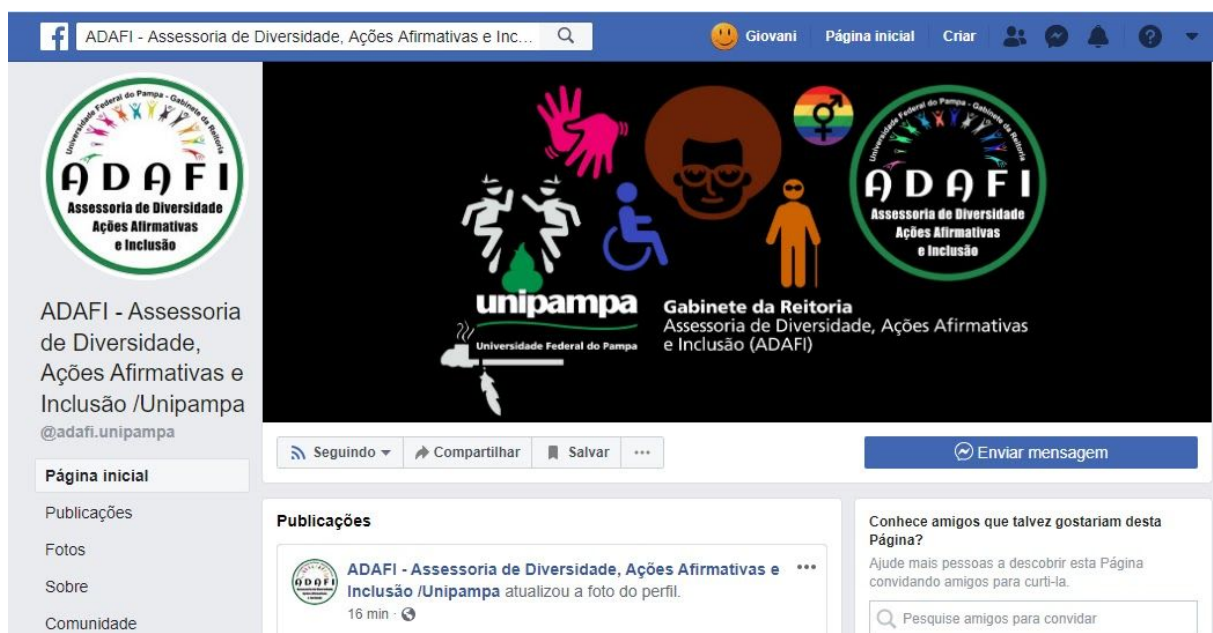 ADAFI - Assessoria de Diversidade, Ações Afirmativas e Inc...
Giovani
Página inicial
Criar
Universidade Federal do Pampa - Gabinete da Reitoria
ADAFI
Assessoria de Diversidade
Ações Afirmativas
e Inclusão
Universidade Federal do Pampa - Gabinete da Reitoria
ADAFI
Assessoria de Diversidade
Ações Afirmativas
e Inclusão
unipampa
Universidade Federal do Pampa
Gabinete da Reitoria
Assessoria de Diversidade, Ações Afirmativas
e Inclusão (ADAFI)
ADAFI - Assessoria
de Diversidade,
Ações Afirmativas e
Inclusão /Unipampa
@adafi.unipampa
Página inicial
Publicações
Fotos
Sobre
Comunidade
Seguindo
Compartilhar
Salvar
Enviar mensagem
Publicações
ADAFI
ADAFI - Assessoria de Diversidade, Ações Afirmativas e
Inclusão /Unipampa atualizou a foto do perfil.
16 min ·
Conhece amigos que talvez gostariam desta
Página?
Ajude mais pessoas a descobrir esta Página
convidando amigos para curti-la.
Pesquise amigos para convidar